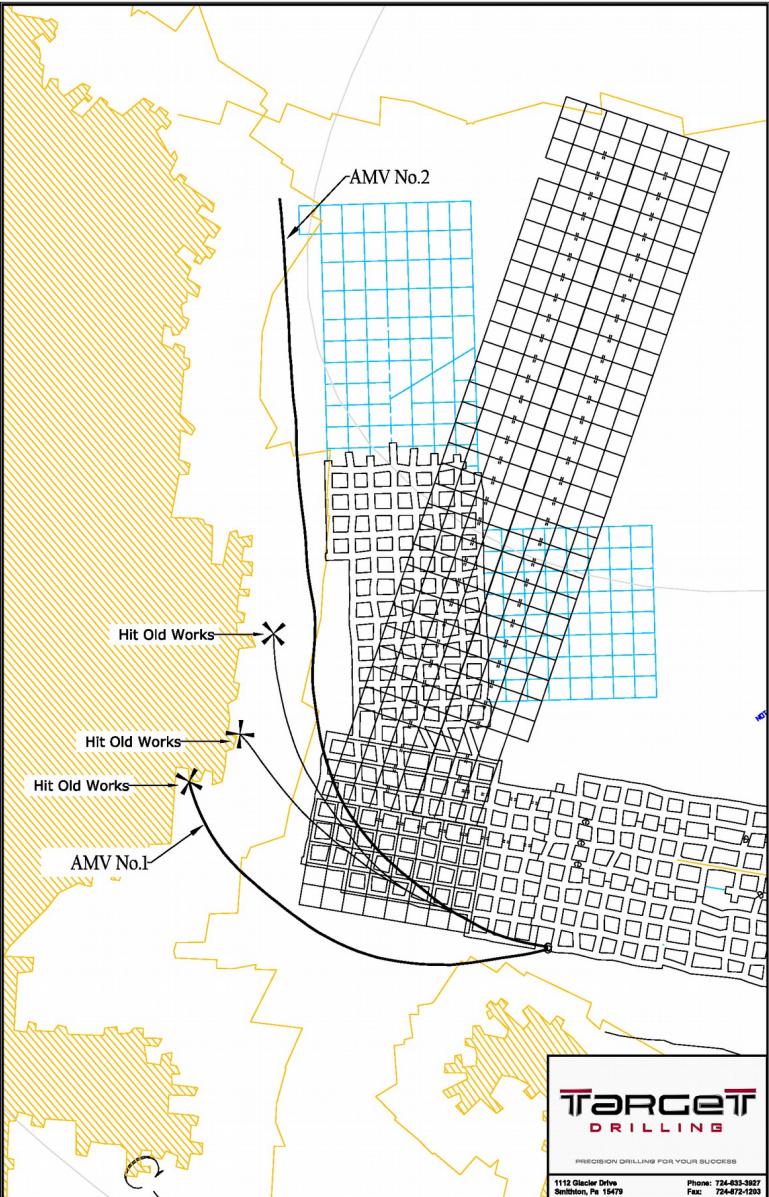 AMV No.2
Hit Old Works
Hit Old Works
Hit Old Works
AMV No.1
TARGET
DRILLING
PRECISION DRILLING FOR YOUR SUCCESS
1112 Glacier Drive
Smithton, Pa 15479
Phone: 724-633-3927
Fax: 724-872-1203